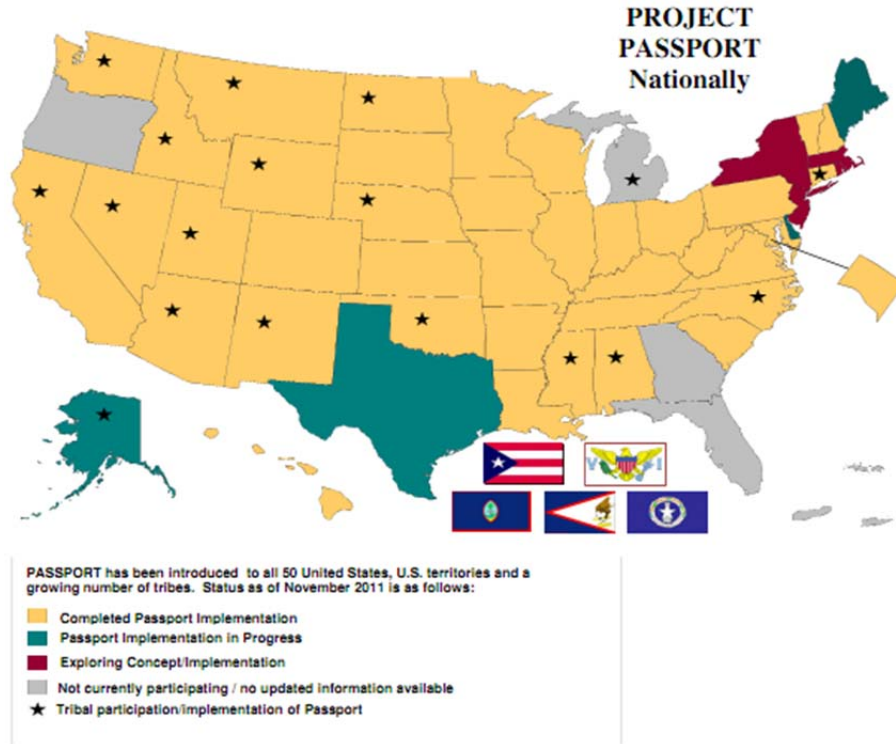 PROJECT
PASSPORT
Nationally
V I
PASSPORT has been introduced to all 50 United States, U.S. territories and a
growing number of tribes. Status as of November 2011 is as follows:
Completed Passport Implementation
Passport Implementation in Progress
Exploring Concept/Implementation
Not currently participating / no updated information available
Tribal participation/implementation of Passport